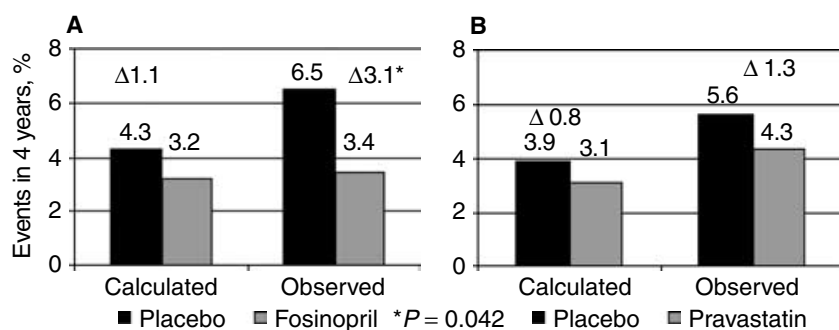 A
B
Events in 4 years, %
8
6
4
2
0
Δ1.1
4.3
3.2
6.5
Δ3.1*
3.4
Calculated
Observed
8
6
4
2
0
Δ 0.8
3.9
3.1
Δ 1.3
5.6
4.3
Calculated
Observed
Placebo Fosinopril *P = 0.042 Placebo Pravastatin